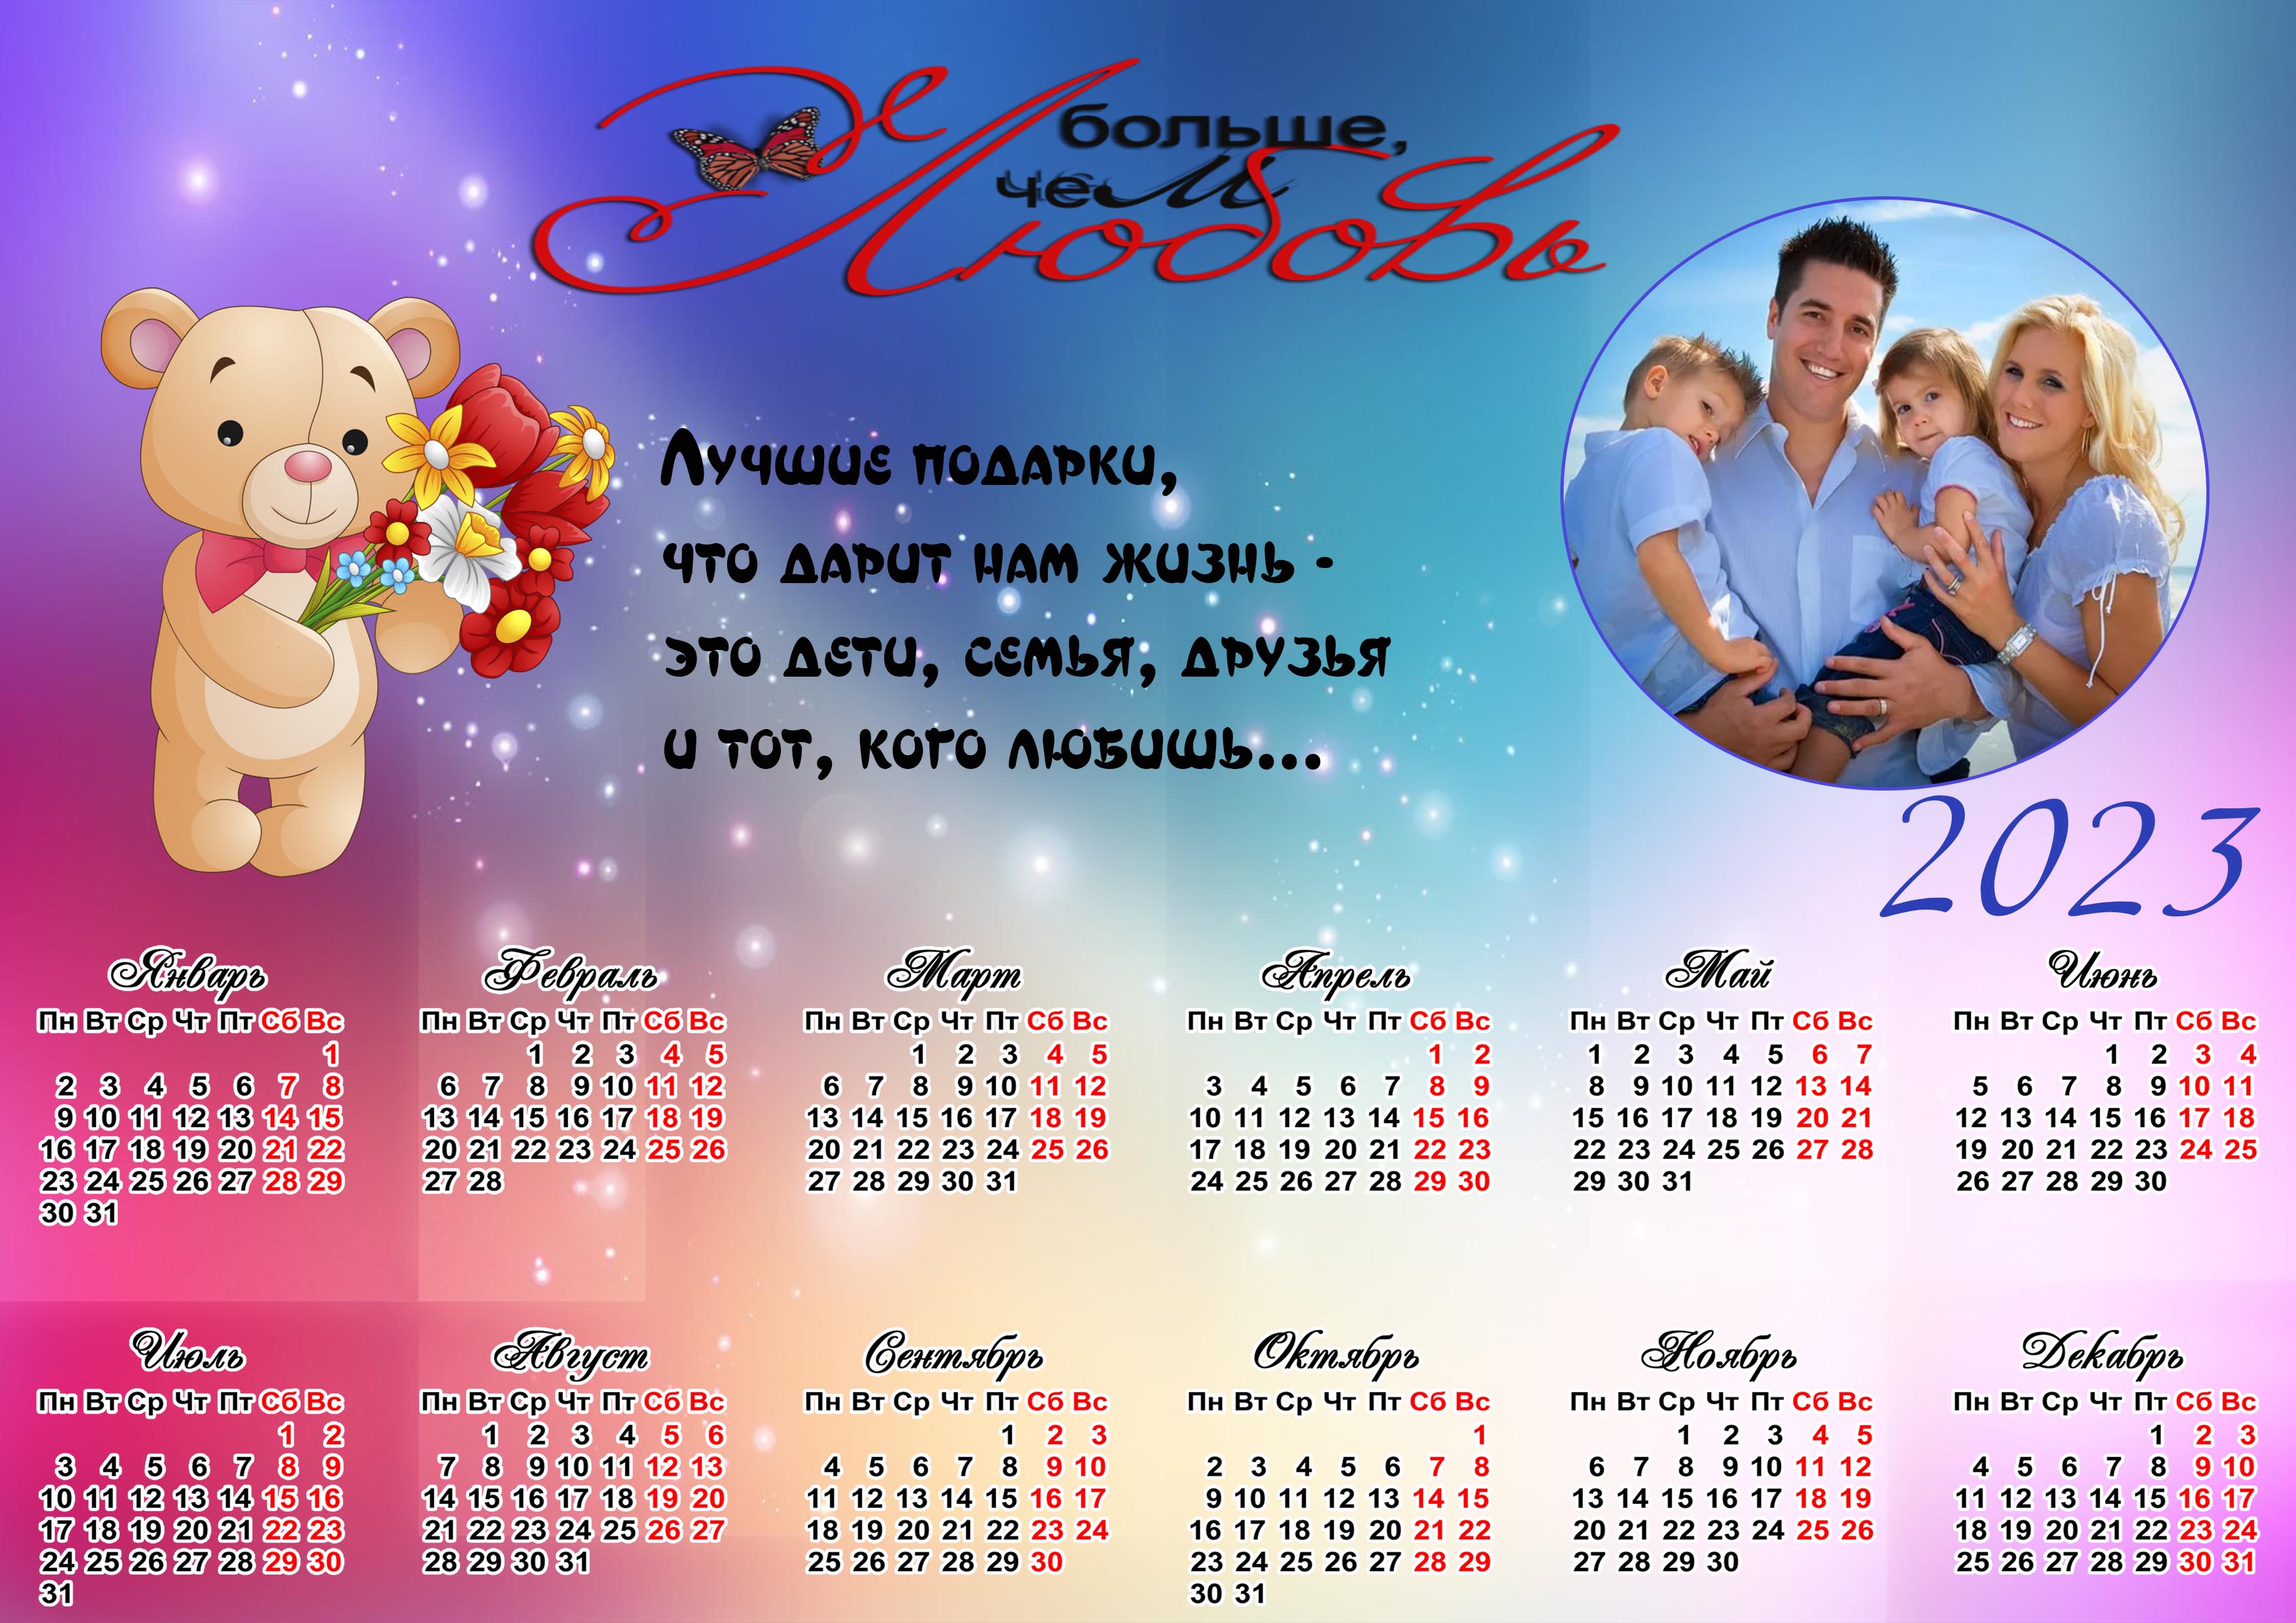 больше,
чем
Любовь
Лучшие подарки,
что дарит нам жизнь -
это дети, семья, друзья
и тот, кого любишь...
2023
Январь
Пн Вт Ср Чт Пт Сб Вс
1
2 3 4 5 6 7 8
9 10 11 12 13 14 15
16 17 18 19 20 21 22
23 24 25 26 27 28 29
30 31
Февраль
Пн Вт Ср Чт Пт Сб Вс
1 2 3 4 5
6 7 8 9 10 11 12
13 14 15 16 17 18 19
20 21 22 23 24 25 26
27 28
Март
Пн Вт Ср Чт Пт Сб Вс
1 2 3 4 5
6 7 8 9 10 11 12
13 14 15 16 17 18 19
20 21 22 23 24 25 26
27 28 29 30 31
Апрель
Пн Вт Ср Чт Пт Сб Вс
1 2
3 4 5 6 7 8 9
10 11 12 13 14 15 16
17 18 19 20 21 22 23
24 25 26 27 28 29 30
Май
Пн Вт Ср Чт Пт Сб Вс
1 2 3 4 5 6 7
8 9 10 11 12 13 14
15 16 17 18 19 20 21
22 23 24 25 26 27 28
29 30 31
Июнь
Пн Вт Ср Чт Пт Сб Вс
1 2 3 4
5 6 7 8 9 10 11
12 13 14 15 16 17 18
19 20 21 22 23 24 25
26 27 28 29 30
Июль
Пн Вт Ср Чт Пт Сб Вс
1 2
3 4 5 6 7 8 9
10 11 12 13 14 15 16
17 18 19 20 21 22 23
24 25 26 27 28 29 30
31
Август
Пн Вт Ср Чт Пт Сб Вс
1 2 3 4 5 6
7 8 9 10 11 12 13
14 15 16 17 18 19 20
21 22 23 24 25 26 27
28 29 30 31
Сентябрь
Пн Вт Ср Чт Пт Сб Вс
1 2 3
4 5 6 7 8 9 10
11 12 13 14 15 16 17
18 19 20 21 22 23 24
25 26 27 28 29 30
Октябрь
Пн Вт Ср Чт Пт Сб Вс
1
2 3 4 5 6 7 8
9 10 11 12 13 14 15
16 17 18 19 20 21 22
23 24 25 26 27 28 29
30 31
Ноябрь
Пн Вт Ср Чт Пт Сб Вс
1 2 3 4 5
6 7 8 9 10 11 12
13 14 15 16 17 18 19
20 21 22 23 24 25 26
27 28 29 30
Декабрь
Пн Вт Ср Чт Пт Сб Вс
1 2 3
4 5 6 7 8 9 10
11 12 13 14 15 16 17
18 19 20 21 22 23 24
25 26 27 28 29 30 31